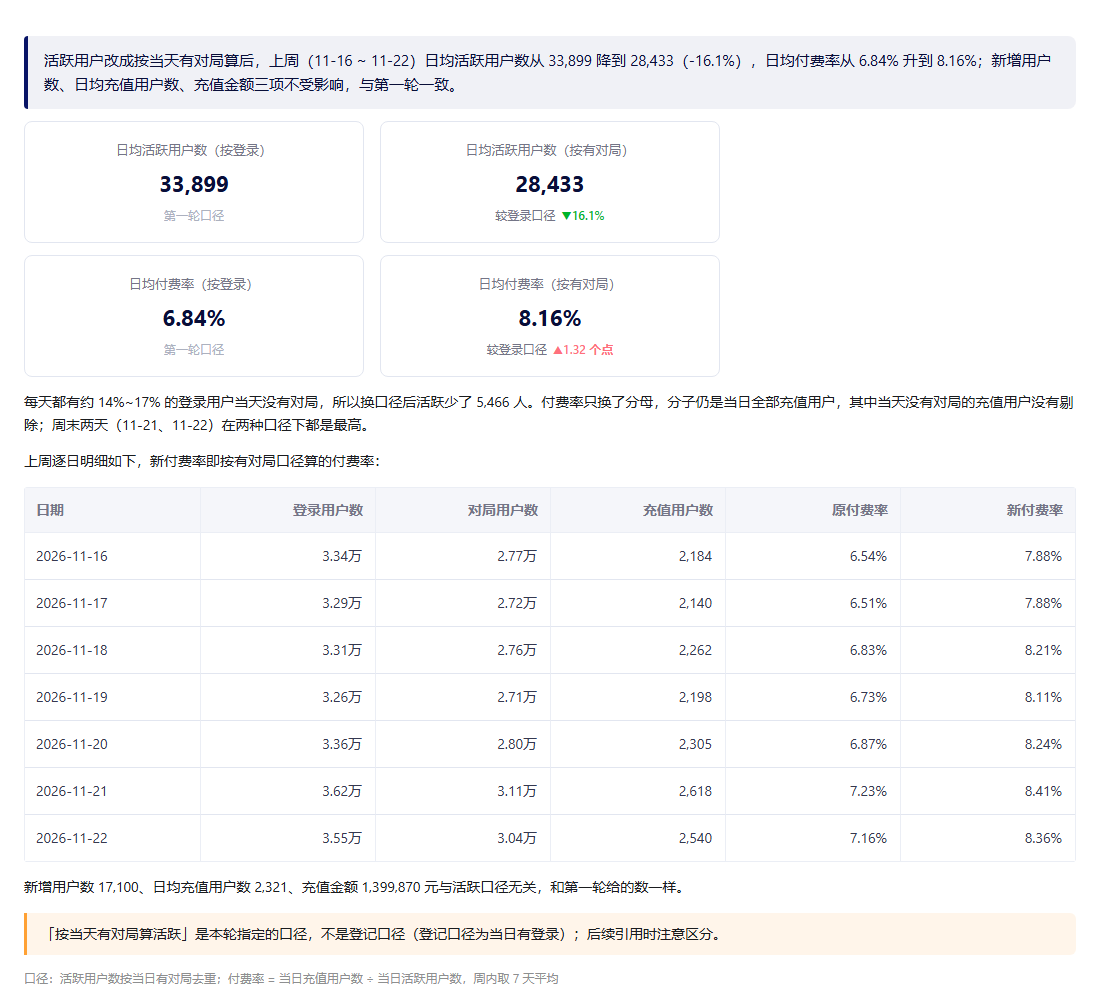 活跃用户改成按当天有对局算后，上周（11-16 ~ 11-22）日均活跃用户数从 33,899 降到 28,433（-16.1%），日均付费率从 6.84% 升到 8.16%；新增用户
数、日均充值用户数、充值金额三项不受影响，与第一轮一致。
日均活跃用户数（按登录）
33,899
第一轮口径
日均活跃用户数（按有对局）
28,433
较登录口径 ▼16.1%
日均付费率（按登录）
6.84%
第一轮口径
日均付费率（按有对局）
8.16%
较登录口径 ▲1.32 个点
每天都有约 14%~17% 的登录用户当天没有对局，所以换口径后活跃少了 5,466 人。付费率只换了分母，分子仍是当日全部充值用户，其中当天没有对局的充值用户没有剔
除；周末两天（11-21、11-22）在两种口径下都是最高。
上周逐日明细如下，新付费率即按有对局口径算的付费率：
日期 登录用户数 对局用户数 充值用户数 原付费率 新付费率
2026-11-16 3.34万 2.77万 2,184 6.54% 7.88%
2026-11-17 3.29万 2.72万 2,140 6.51% 7.88%
2026-11-18 3.31万 2.76万 2,262 6.83% 8.21%
2026-11-19 3.26万 2.71万 2,198 6.73% 8.11%
2026-11-20 3.36万 2.80万 2,305 6.87% 8.24%
2026-11-21 3.62万 3.11万 2,618 7.23% 8.41%
2026-11-22 3.55万 3.04万 2,540 7.16% 8.36%
新增用户数 17,100、日均充值用户数 2,321、充值金额 1,399,870 元与活跃口径无关，和第一轮给的数一样。
「按当天有对局算活跃」是本轮指定的口径，不是登记口径（登记口径为当日有登录）；后续引用时注意区分。
口径：活跃用户数按当日有对局去重；付费率 = 当日充值用户数 ÷ 当日活跃用户数，周内取 7 天平均